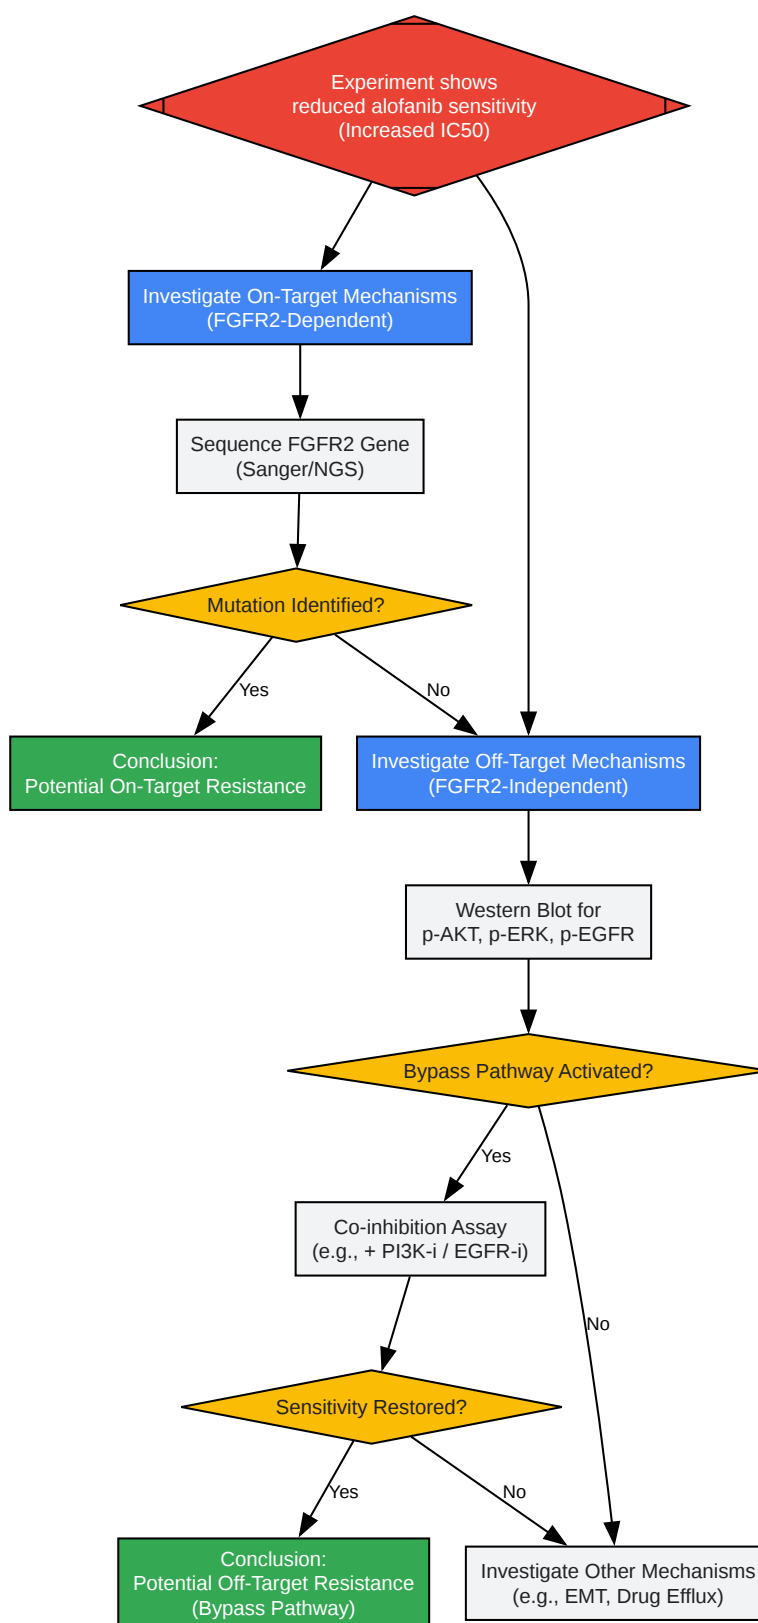 Experiment shows
reduced alofanib sensitivity
(Increased IC50)
Investigate On-Target Mechanisms
(FGFR2-Dependent)
Sequence FGFR2 Gene
(Sanger/NGS)
Mutation Identified?
Yes
No
Conclusion:
Potential On-Target Resistance
Investigate Off-Target Mechanisms
(FGFR2-Independent)
Western Blot for
p-AKT, p-ERK, p-EGFR
Bypass Pathway Activated?
Yes
Co-inhibition Assay
(e.g., + PI3K-i / EGFR-i)
No
Sensitivity Restored?
Yes
No
Conclusion:
Potential Off-Target Resistance
(Bypass Pathway)
Investigate Other Mechanisms
(e.g., EMT, Drug Efflux)